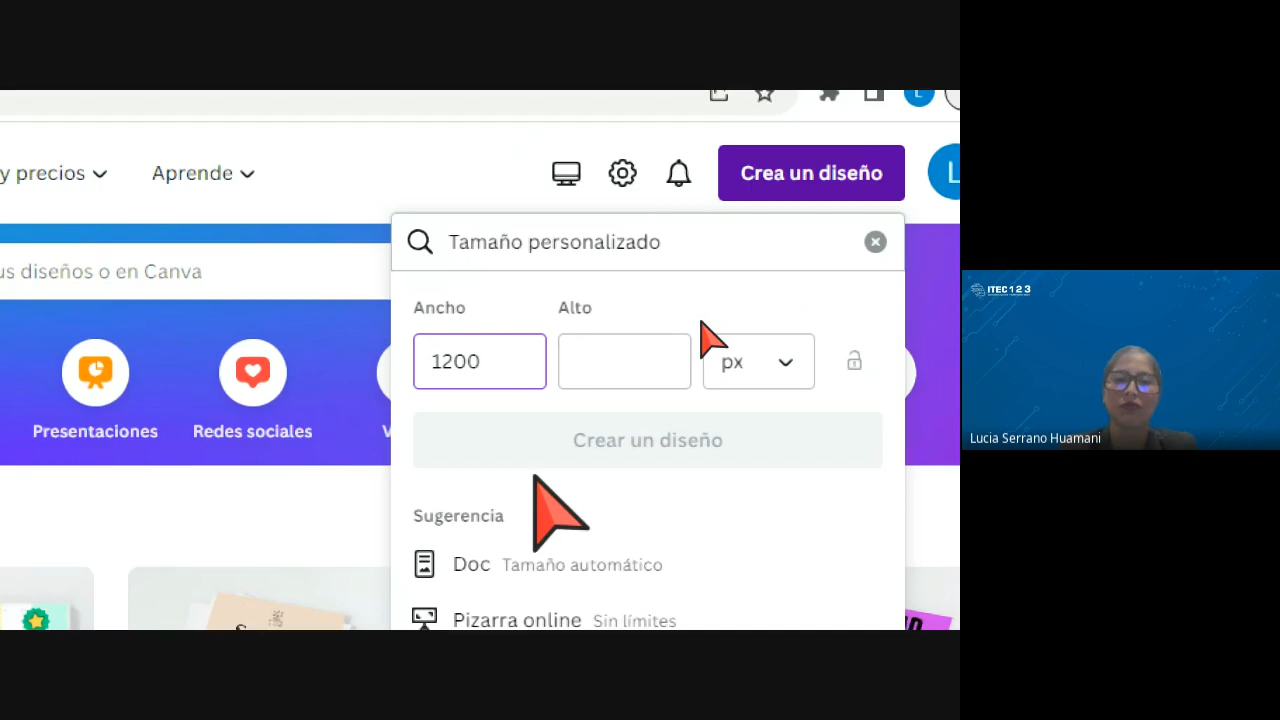 y precios
Aprende
Crea un diseño
L
us diseños o en Canva
Tamaño personalizado
Ancho
Alto
1200
px
Presentaciones
Redes sociales
V
Crear un diseño
Sugerencia
Doc Tamaño automático
Pizarra online Sin límites
ITEC 1 2 3
Lucia Serrano Huamani